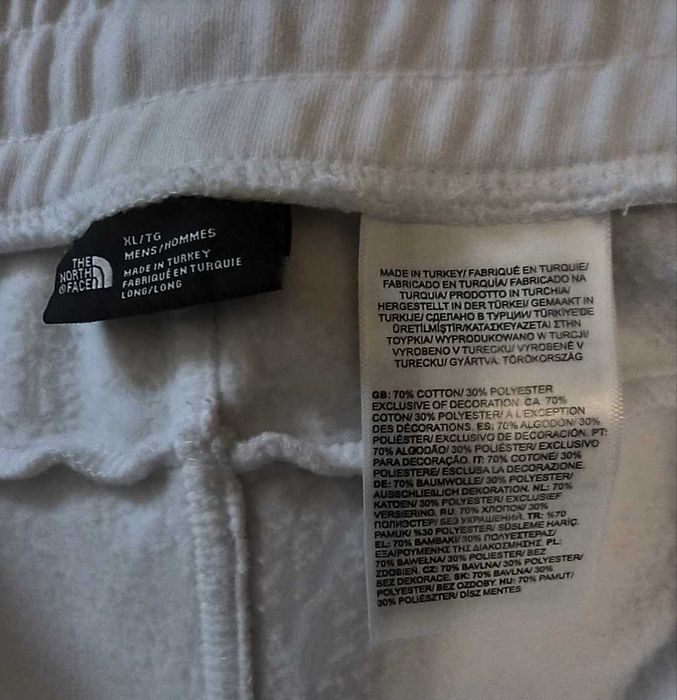 XL/TG
MENS/HOMMES
MADE IN TURKEY
FABRIQUÉ EN TURQUIE
LONG/LONG
THE
NORTH
FACE
MADE IN TURKEY/ FABRIQUÉ EN TURQUIE/
FABRICADO EN TURQUÍA/ FABRICADO NA
TURQUIA/ PRODOTTO IN TURCHIA/
HERGESTELLT IN DER TÜRKEI/ GEMAAKT IN
TURKIJE/ СДЕЛАНО В ТУРЦИИ/ TÜRKİYE'DE
ÜRETİLMİŞTİR/ΚΑΤΑΣΚΕΥΑΖΕΤΑΙ ΣΤΗΝ
ΤΟΥΡΚΙΑ/ WYPRODUKOWANO W TURCJI/
VYROBENO V TURECKU/ VYROBENÉ V
TURECKU/ GYÁRTVA: TÖRÖKORSZÁG
GB: 70% COTTON/ 30% POLYESTER
EXCLUSIVE OF DECORATION. CA: 70%
COTON/ 30% POLYESTER/ À L'EXCEPTION
DES DÉCORATIONS. ES: 70% ALGODÓN/ 30%
POLIÉSTER/ EXCLUSIVO DE DECORACIÓN. PT:
70% ALGODÃO/ 30% POLIÉSTER/ EXCLUSIVO
PARA DECORAÇÃO. IT: 70% COTONE/ 30%
POLIESTERE/ ESCLUSA LA DECORAZIONE.
DE: 70% BAUMWOLLE/ 30% POLYESTER/
AUSSCHLIEßLICH DEKORATION. NL: 70%
KATOEN/ 30% POLYESTER/ EXCLUSIEF
VERSIERING. RU: 70% ХЛОПОК/ 30%
ПОЛИЭСТЕР/ БЕЗ УКРАШЕНИЙ. TR: %70
PAMUK/ %30 POLYESTER/ SÜSLEME HARİÇ.
EL: 70% ΒΑΜΒΑΚΙ/ 30% ΠΟΛΥΕΣΤΕΡΑΣ/
ΕΞΑΙΡΟΥΜΕΝΗΣ ΤΗΣ ΔΙΑΚΟΣΜΗΣΗΣ. PL:
70% BAWEŁNA/ 30% POLIESTER/ BEZ
ZDOBIEŃ. CZ: 70% BAVLNA/ 30% POLYESTER/
BEZ DEKORACE. SK: 70% BAVLNA/ 30%
POLYESTER/ BEZ OZDOBY. HU: 70% PAMUT/
30% POLIÉSZTER/ DÍSZ MENTES